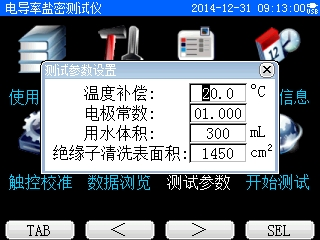 电导率盐密测试仪 2014-12-31 09:13:00 USB
测试参数设置
温度补偿: 20.0 °C
电极常数: 01.000
用水体积: 300 mL
绝缘子清洗表面积: 1450 cm²
使用 信息
触控校准 数据浏览 测试参数 开始测试
TAB < > SEL